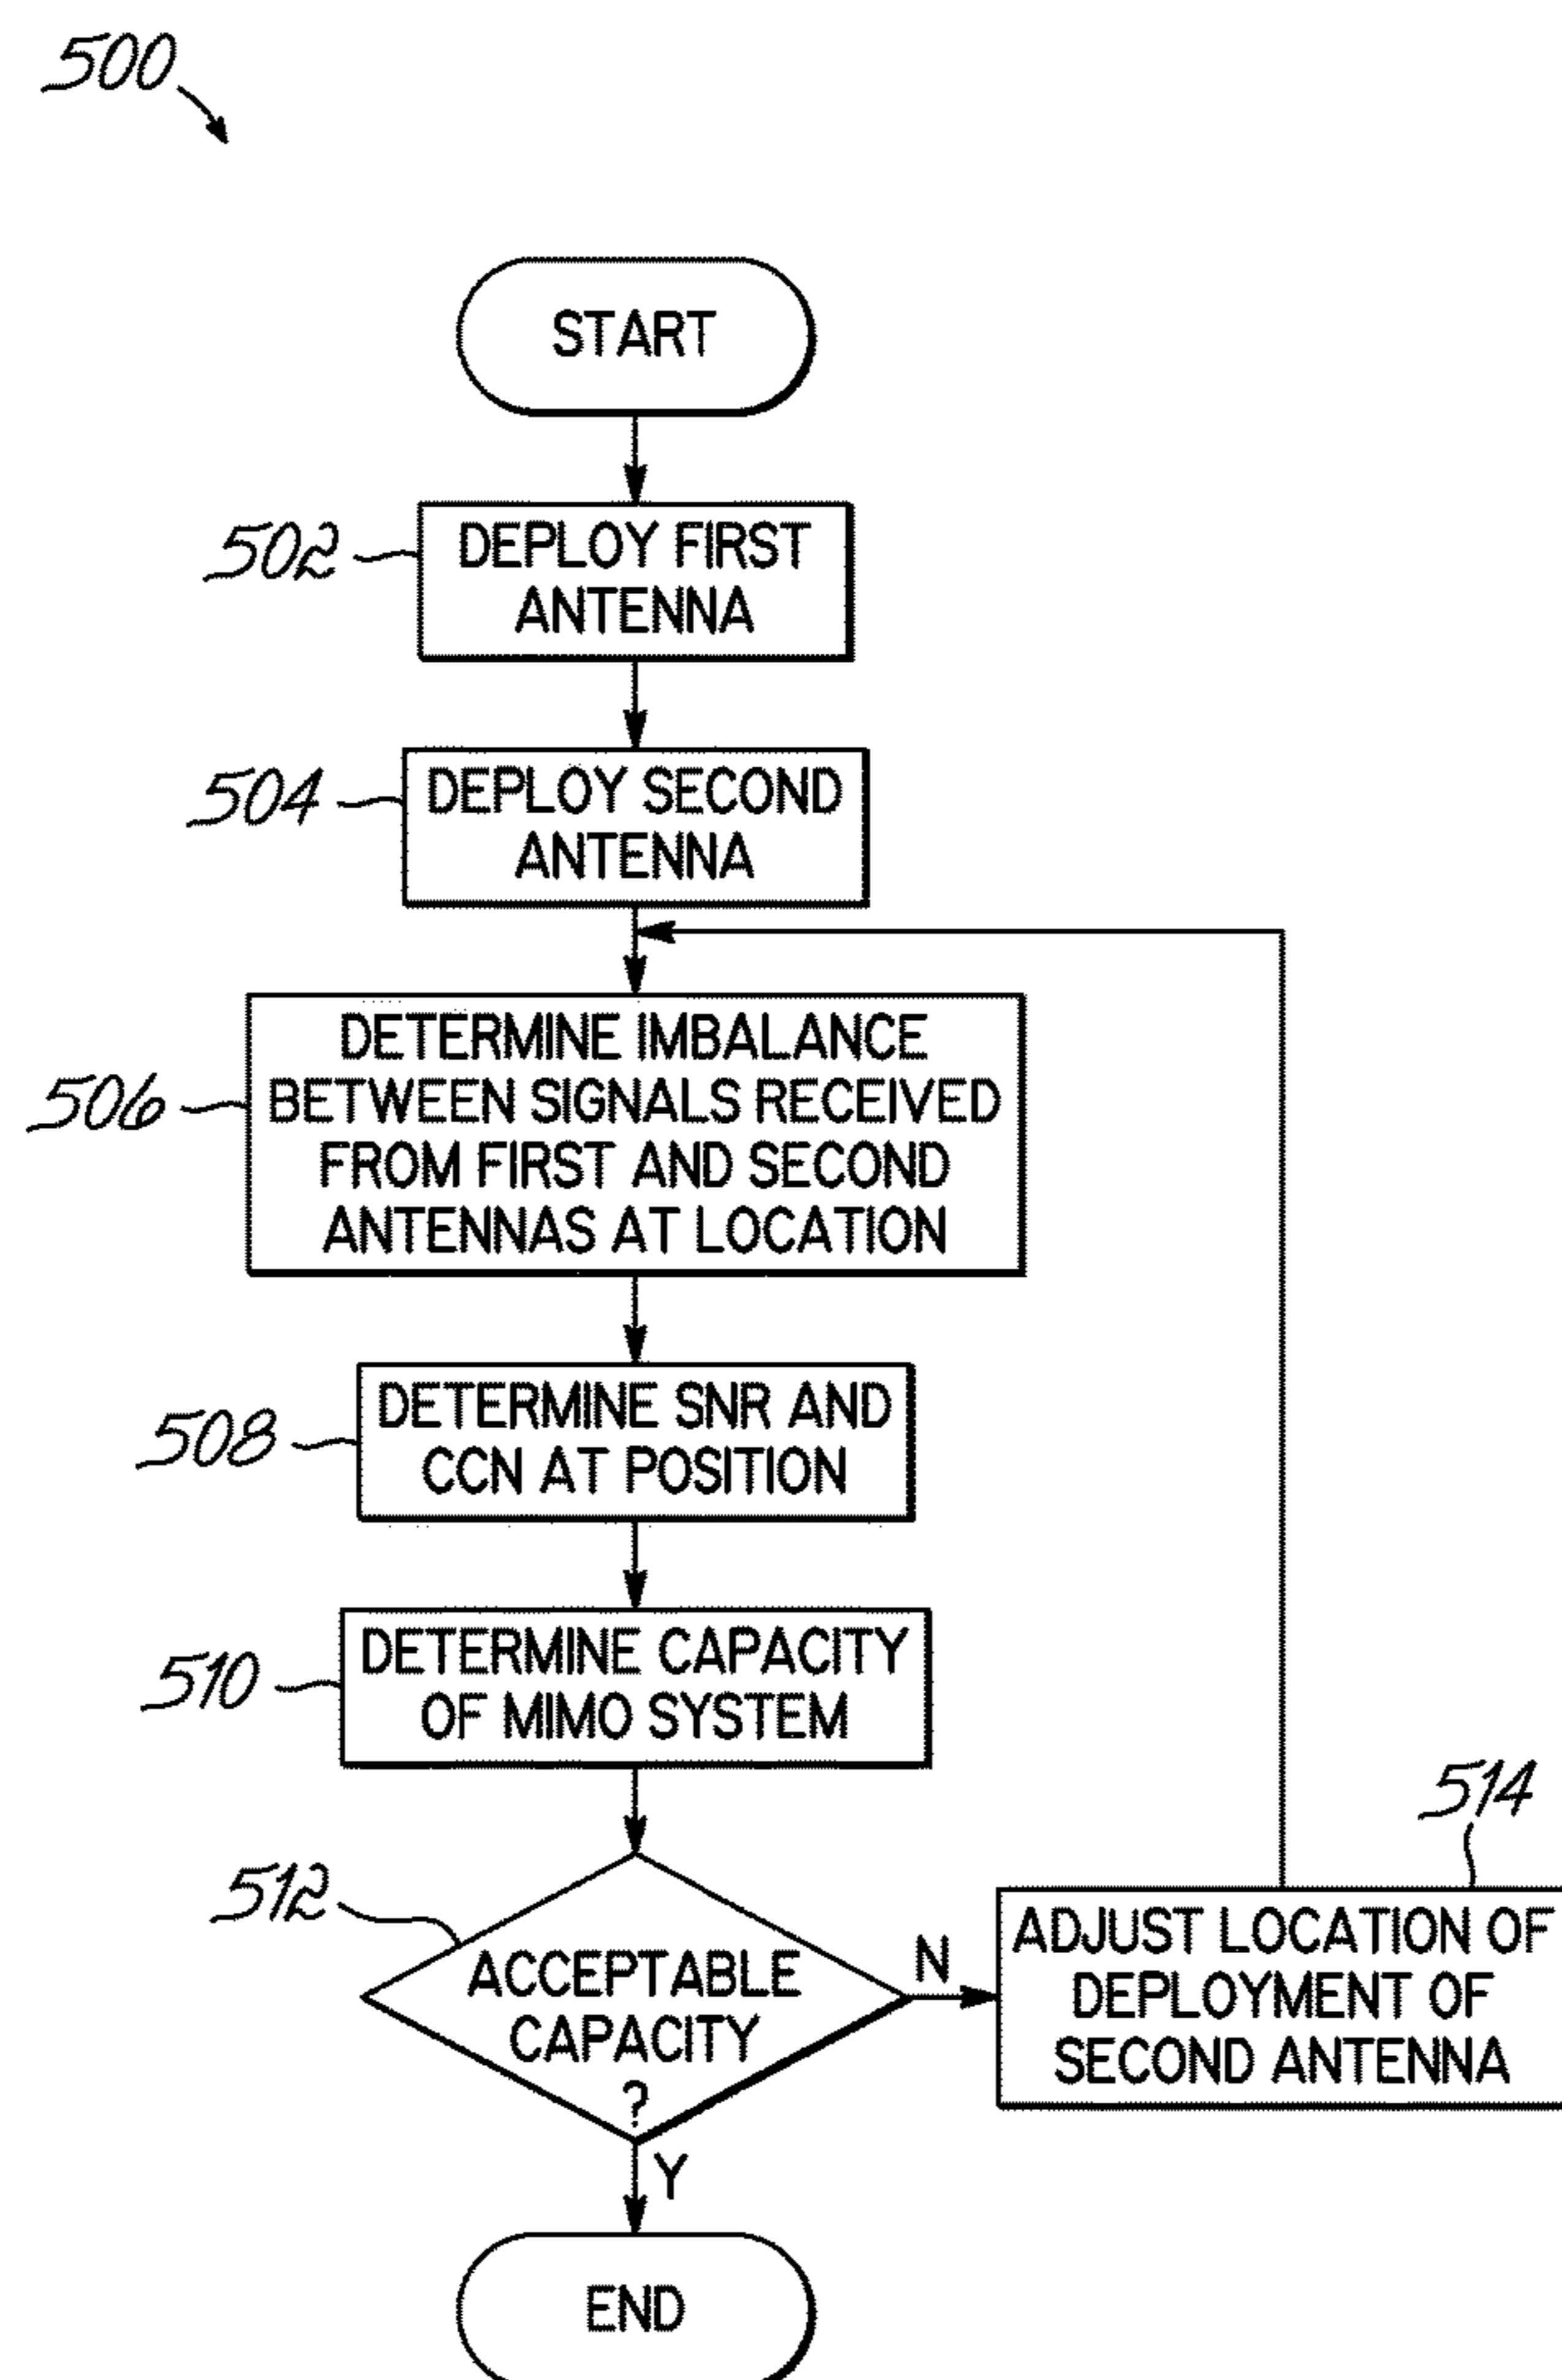 500
START
502
DEPLOY FIRST
ANTENNA
504
DEPLOY SECOND
ANTENNA
506
DETERMINE IMBALANCE
BETWEEN SIGNALS RECEIVED
FROM FIRST AND SECOND
ANTENNAS AT LOCATION
508
DETERMINE SNR AND
CCN AT POSITION
510
DETERMINE CAPACITY
OF MIMO SYSTEM
512
ACCEPTABLE
CAPACITY
?
N
514
ADJUST LOCATION OF
DEPLOYMENT OF
SECOND ANTENNA
Y
END